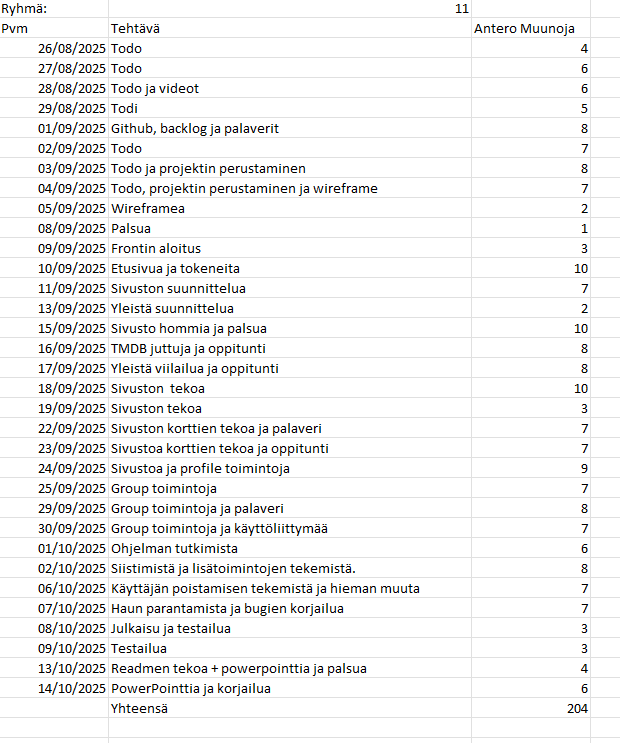 Ryhmä: 11
Pvm Tehtävä Antero Muunoja
26/08/2025 Todo 4
27/08/2025 Todo 6
28/08/2025 Todo ja videot 6
29/08/2025 Todi 5
01/09/2025 Github, backlog ja palaverit 8
02/09/2025 Todo 7
03/09/2025 Todo ja projektin perustaminen 8
04/09/2025 Todo, projektin perustaminen ja wireframe 7
05/09/2025 Wireframea 2
08/09/2025 Palsua 1
09/09/2025 Frontin aloitus 3
10/09/2025 Etusivua ja tokeneita 10
11/09/2025 Sivuston suunnittelua 7
13/09/2025 Yleistä suunnittelua 2
15/09/2025 Sivusto hommia ja palsua 10
16/09/2025 TMDB juttuja ja oppitunti 8
17/09/2025 Yleistä viilailua ja oppitunti 8
18/09/2025 Sivuston  tekoa 10
19/09/2025 Sivuston tekoa 3
22/09/2025 Sivuston korttien tekoa ja palaveri 7
23/09/2025 Sivustoa korttien tekoa ja oppitunti 7
24/09/2025 Sivustoa ja profile toimintoja 9
25/09/2025 Group toimintoja 7
29/09/2025 Group toimintoja ja palaveri 8
30/09/2025 Group toimintoja ja käyttöliittymää 7
01/10/2025 Ohjelman tutkimista 6
02/10/2025 Siistimistä ja lisätoimintojen tekemistä. 8
06/10/2025 Käyttäjän poistamisen tekemistä ja hieman muuta 7
07/10/2025 Haun parantamista ja bugien korjailua 7
08/10/2025 Julkaisu ja testailua 3
09/10/2025 Testailua 3
13/10/2025 Readmen tekoa + powerpointtia ja palsua 4
14/10/2025 PowerPointtia ja korjailua 6
Yhteensä 204